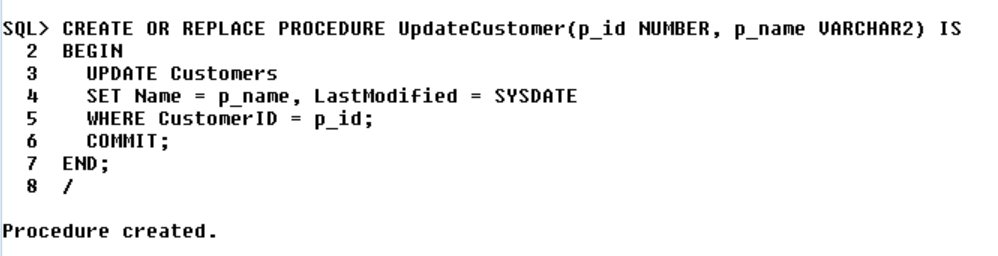 SQL> CREATE OR REPLACE PROCEDURE UpdateCustomer(p_id NUMBER, p_name VARCHAR2) IS
  2  BEGIN
  3    UPDATE Customers
  4    SET Name = p_name, LastModified = SYSDATE
  5    WHERE CustomerID = p_id;
  6    COMMIT;
  7  END;
  8  /
Procedure created.